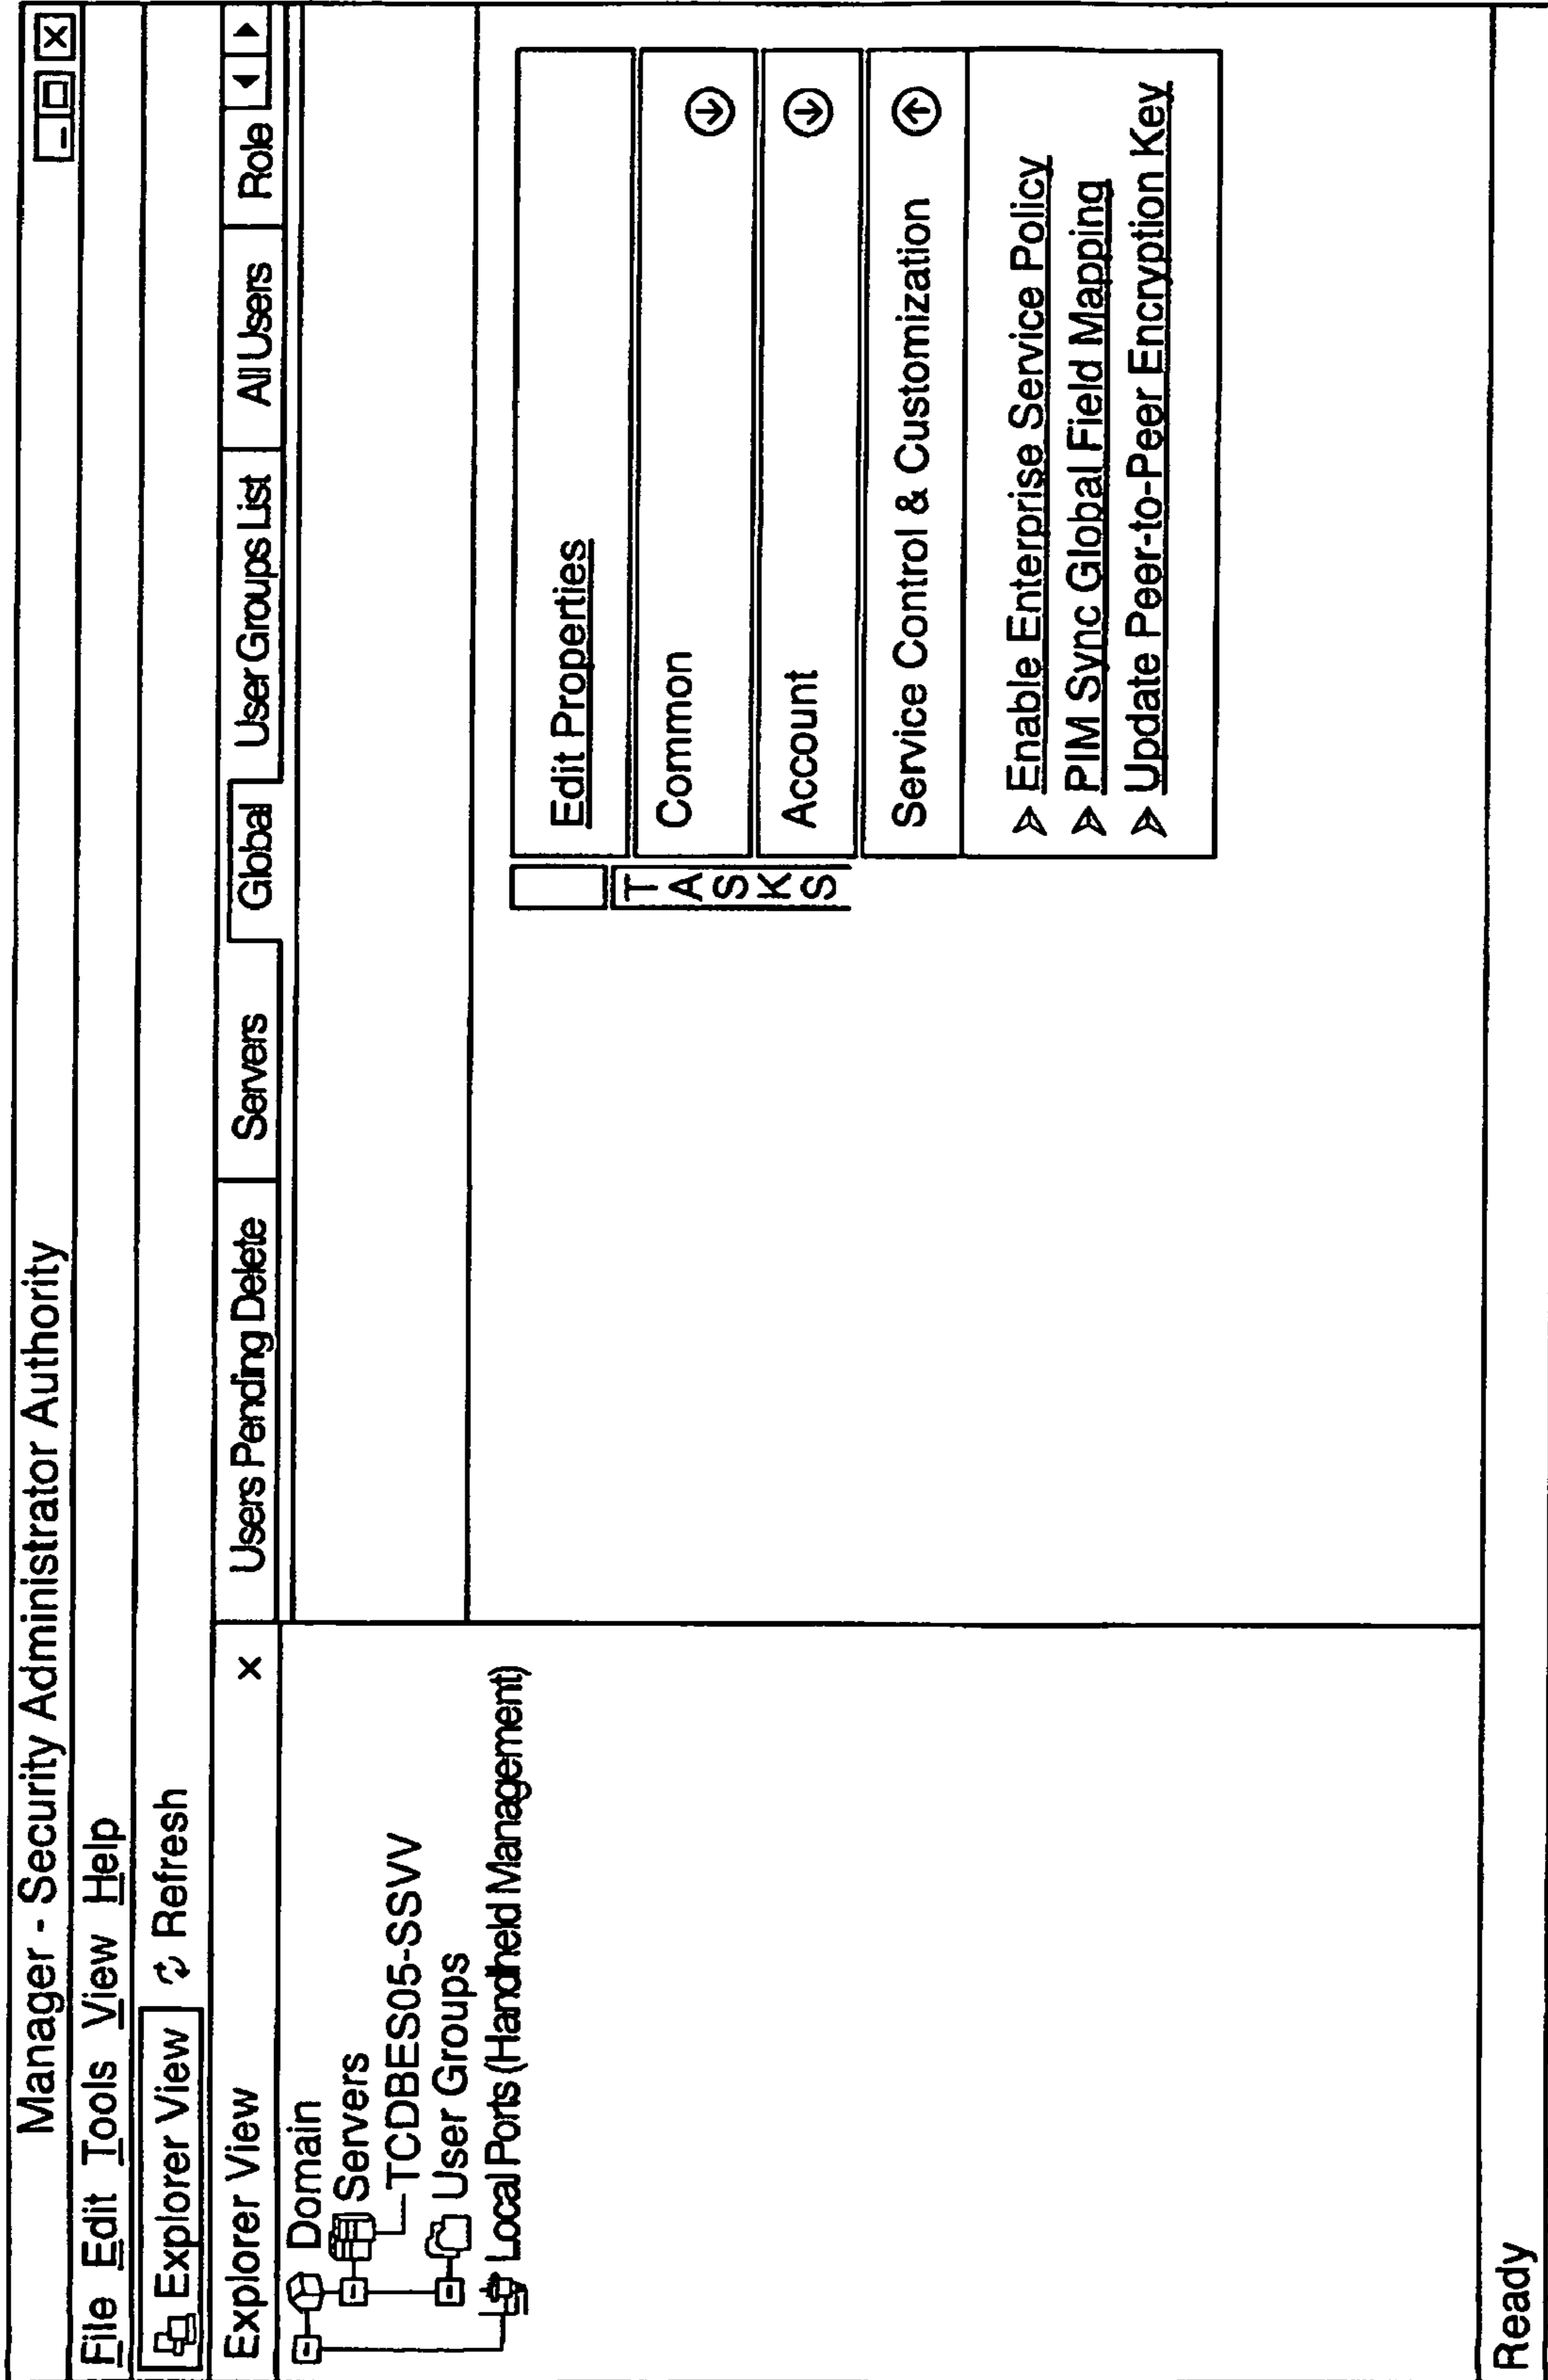 Manager - Security Administrator Authority
File Edit Tools View Help
Explorer View Refresh
Explorer View x
Users Pending Delete Servers Global User Groups List All Users Role
Domain
Servers
TCDBES05-SSVV
User Groups
Local Ports (Handheld Management)
TASKS
Edit Properties
Common
Account
Service Control & Customization
Enable Enterprise Service Policy
PIM Sync Global Field Mapping
Update Peer-to-Peer Encryption Key
Ready